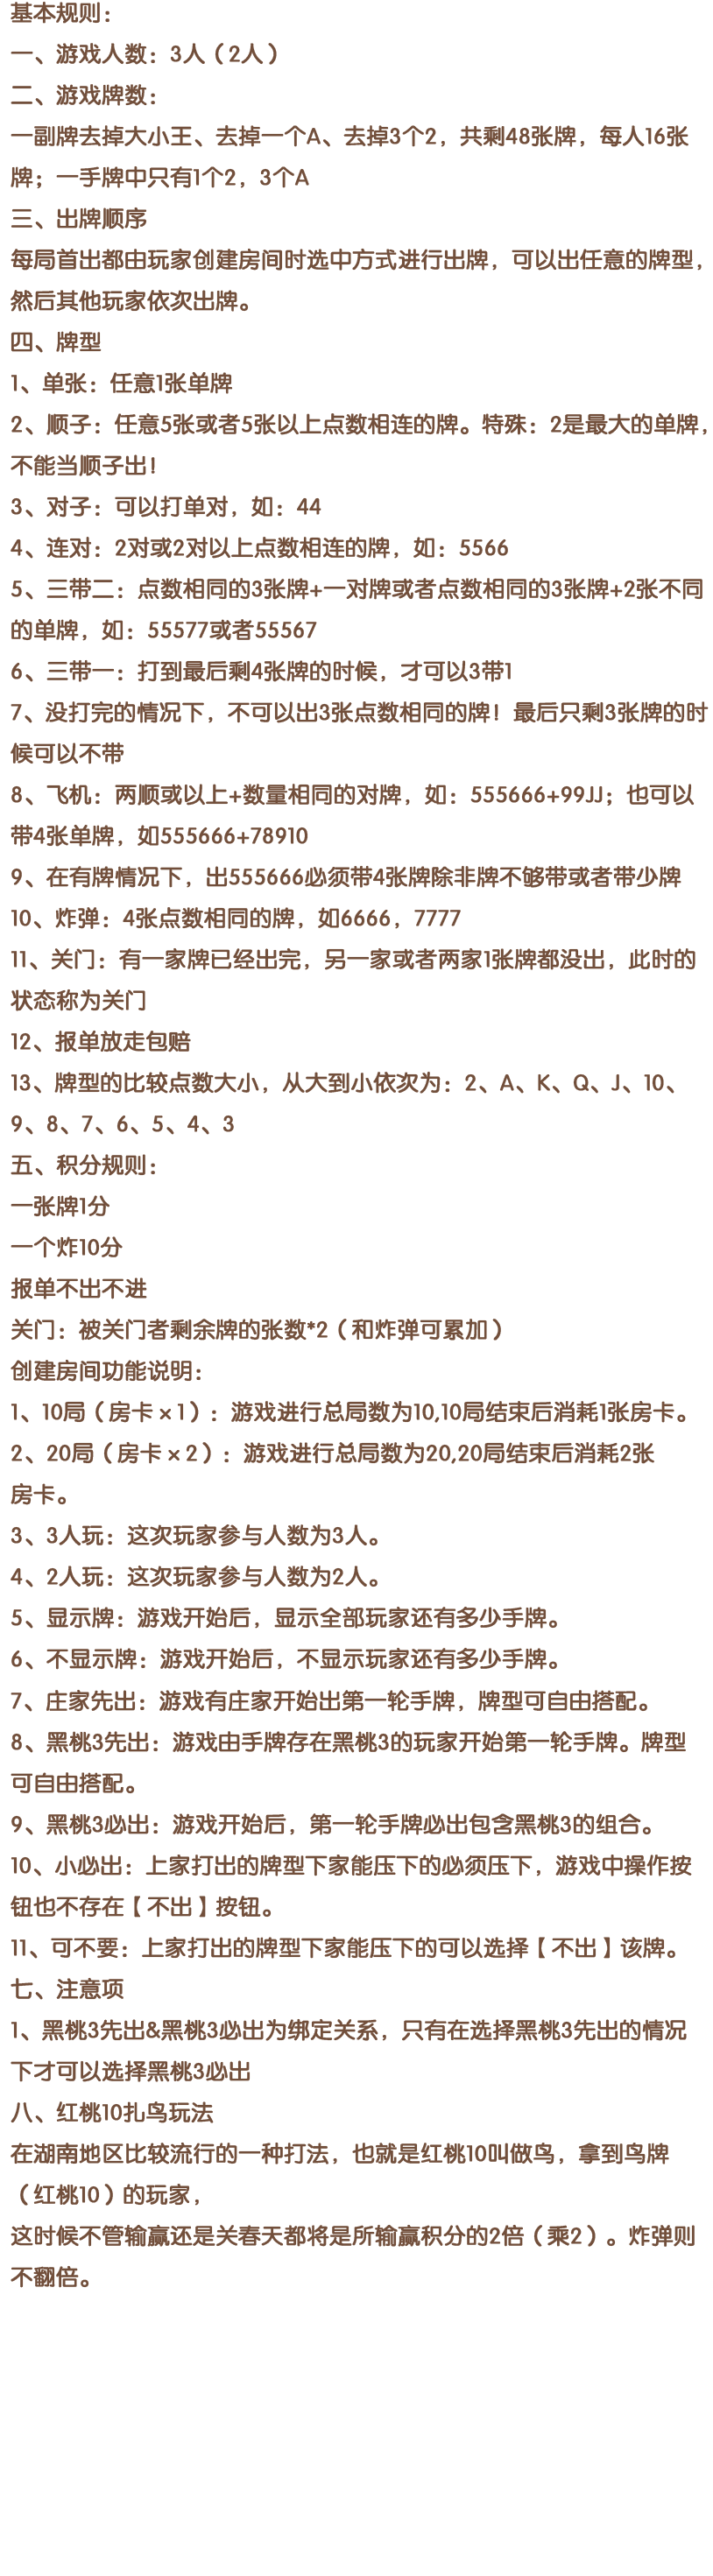 基本规则：
一、游戏人数：3人（2人）
二、游戏牌数：
一副牌去掉大小王、去掉一个A、去掉3个2，共剩48张牌，每人16张
牌；一手牌中只有1个2，3个A
三、出牌顺序
每局首出都由玩家创建房间时选中方式进行出牌，可以出任意的牌型，
然后其他玩家依次出牌。
四、牌型
1、单张：任意1张单牌
2、顺子：任意5张或者5张以上点数相连的牌。特殊：2是最大的单牌，
不能当顺子出！
3、对子：可以打单对，如：44
4、连对：2对或2对以上点数相连的牌，如：5566
5、三带二：点数相同的3张牌+一对牌或者点数相同的3张牌+2张不同
的单牌，如：55577或者55567
6、三带一：打到最后剩4张牌的时候，才可以3带1
7、没打完的情况下，不可以出3张点数相同的牌！最后只剩3张牌的时
候可以不带
8、飞机：两顺或以上+数量相同的对牌，如：555666+99JJ；也可以
带4张单牌，如555666+78910
9、在有牌情况下，出555666必须带4张牌除非牌不够带或者带少牌
10、炸弹：4张点数相同的牌，如6666，7777
11、关门：有一家牌已经出完，另一家或者两家1张牌都没出，此时的
状态称为关门
12、报单放走包赔
13、牌型的比较点数大小，从大到小依次为：2、A、K、Q、J、10、
9、8、7、6、5、4、3
五、积分规则：
一张牌1分
一个炸10分
报单不出不进
关门：被关门者剩余牌的张数*2（和炸弹可累加）
创建房间功能说明：
1、10局（房卡×1）：游戏进行总局数为10,10局结束后消耗1张房卡。
2、20局（房卡×2）：游戏进行总局数为20,20局结束后消耗2张
房卡。
3、3人玩：这次玩家参与人数为3人。
4、2人玩：这次玩家参与人数为2人。
5、显示牌：游戏开始后，显示全部玩家还有多少手牌。
6、不显示牌：游戏开始后，不显示玩家还有多少手牌。
7、庄家先出：游戏有庄家开始出第一轮手牌，牌型可自由搭配。
8、黑桃3先出：游戏由手牌存在黑桃3的玩家开始第一轮手牌。牌型
可自由搭配。
9、黑桃3必出：游戏开始后，第一轮手牌必出包含黑桃3的组合。
10、小必出：上家打出的牌型下家能压下的必须压下，游戏中操作按
钮也不存在【不出】按钮。
11、可不要：上家打出的牌型下家能压下的可以选择【不出】该牌。
七、注意项
1、黑桃3先出&黑桃3必出为绑定关系，只有在选择黑桃3先出的情况
下才可以选择黑桃3必出
八、红桃10扎鸟玩法
在湖南地区比较流行的一种打法，也就是红桃10叫做鸟，拿到鸟牌
（红桃10）的玩家，
这时候不管输赢还是关春天都将是所输赢积分的2倍（乘2）。炸弹则
不翻倍。